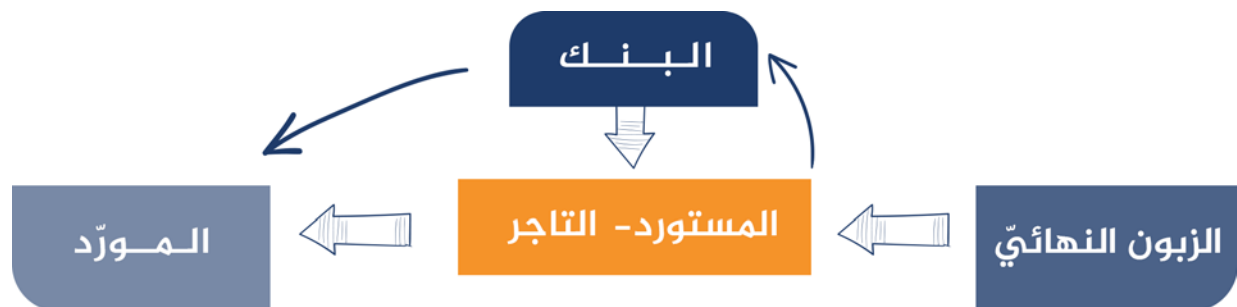 البنك
الزبون النهائيّ
المستورد- التاجر
المورّد